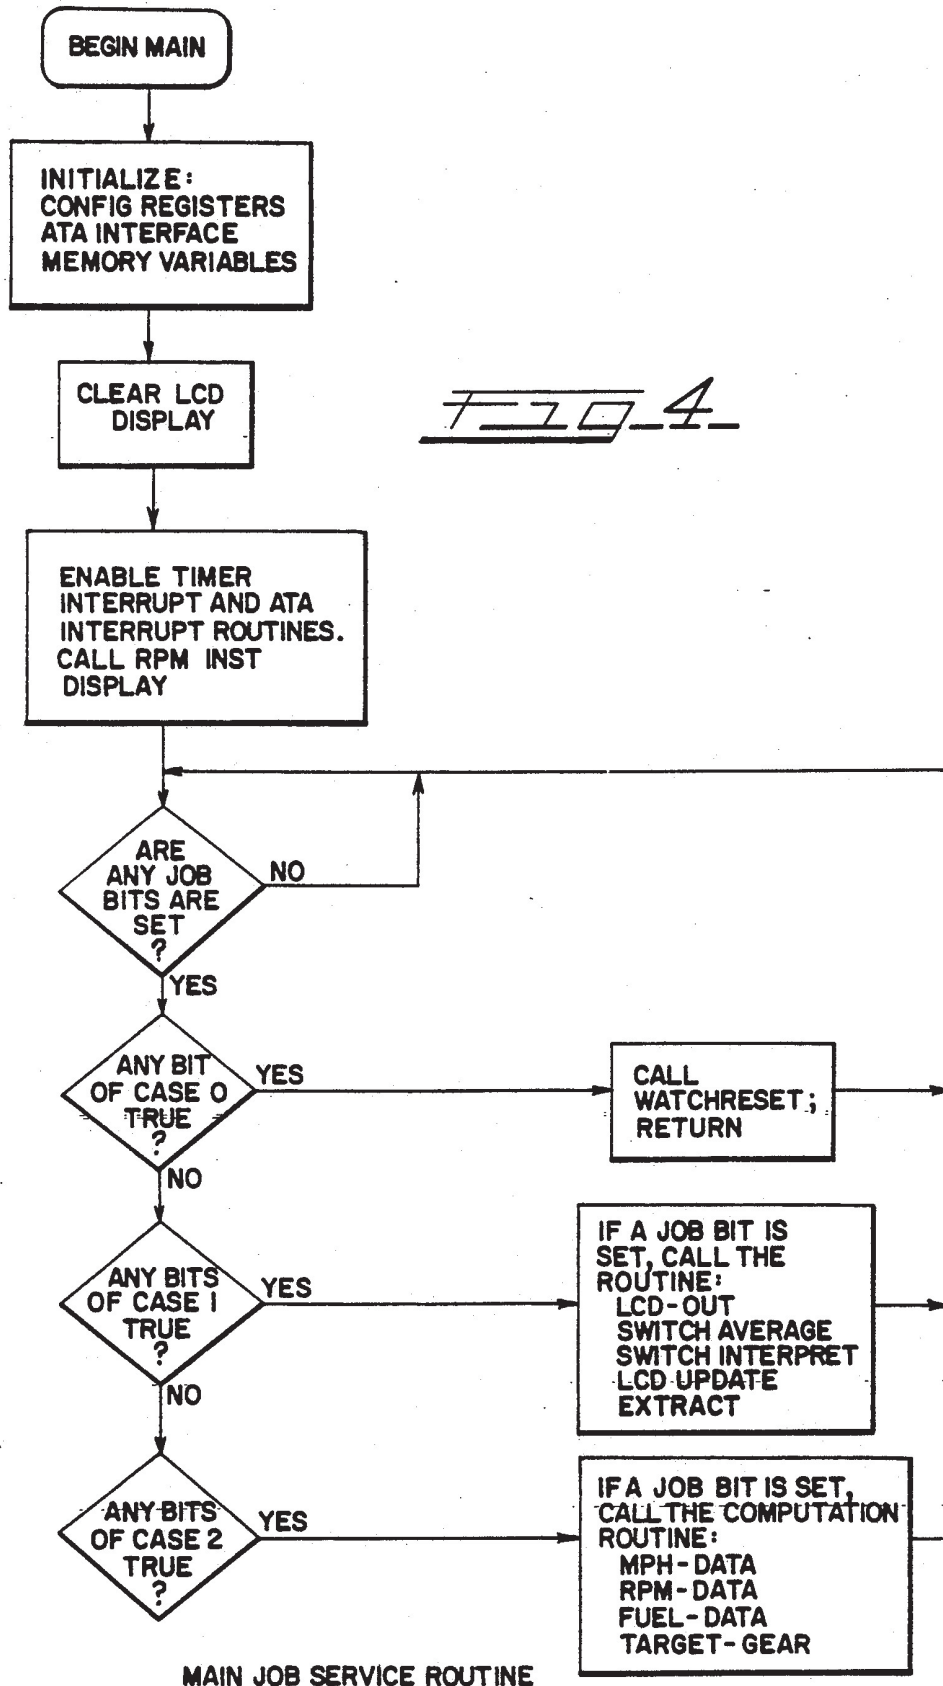 BEGIN MAIN
INITIALIZE:
CONFIG REGISTERS
ATA INTERFACE
MEMORY VARIABLES
CLEAR LCD
DISPLAY
Fig. 4
ENABLE TIMER
INTERRUPT AND ATA
INTERRUPT ROUTINES.
CALL RPM INST
DISPLAY
ARE
ANY JOB
BITS ARE
SET
?
NO
YES
ANY BIT
OF CASE 0
TRUE
?
YES
CALL
WATCHRESET;
RETURN
NO
ANY BITS
OF CASE 1
TRUE
?
YES
IF A JOB BIT IS
SET, CALL THE
ROUTINE:
LCD-OUT
SWITCH AVERAGE
SWITCH INTERPRET
LCD UPDATE
EXTRACT
NO
ANY BITS
OF CASE 2
TRUE
?
YES
IF A JOB BIT IS SET,
CALL THE COMPUTATION
ROUTINE:
MPH-DATA
RPM-DATA
FUEL-DATA
TARGET-GEAR
MAIN JOB SERVICE ROUTINE